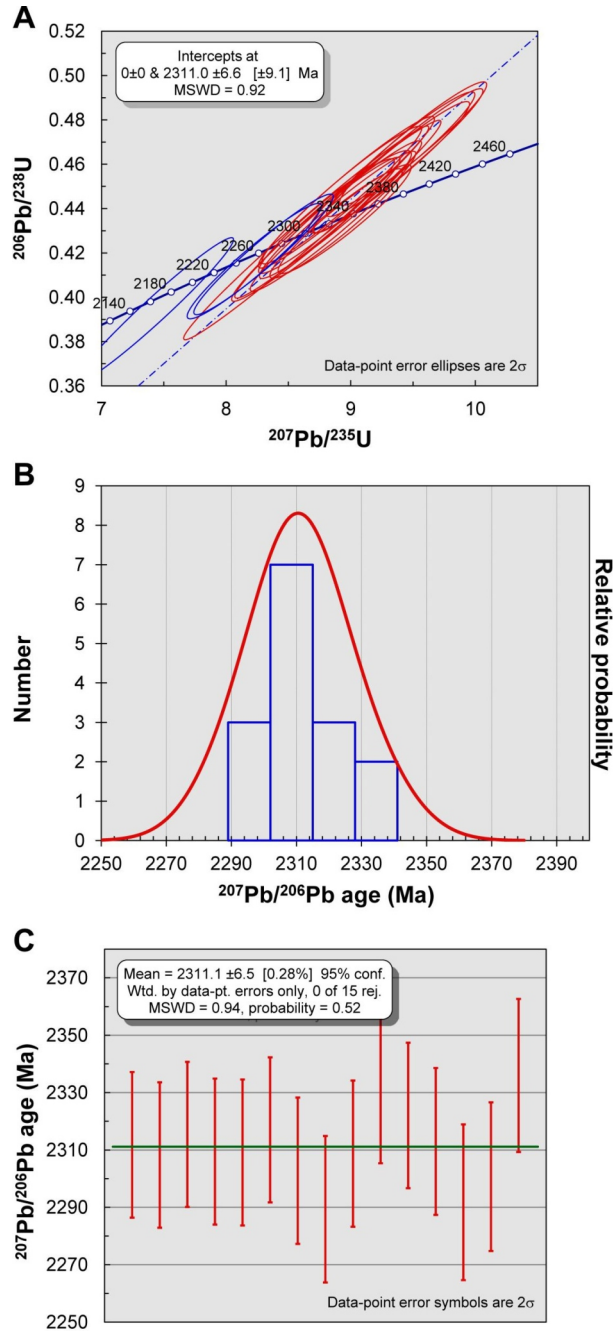 A
Intercepts at
0±0 & 2311.0 ±6.6 [±9.1] Ma
MSWD = 0.92
0.52
0.50
0.48
0.46
0.44
0.42
0.40
0.38
0.36
206Pb/238U
2140
2180
2220
2260
2300
2340
2380
2420
2460
Data-point error ellipses are 2σ
7
8
9
10
207Pb/235U
B
9
8
7
6
5
4
3
2
1
0
Number
Relative probability
2250
2270
2290
2310
2330
2350
2370
2390
207Pb/206Pb age (Ma)
C
Mean = 2311.1 ±6.5 [0.28%] 95% conf.
Wtd. by data-pt. errors only, 0 of 15 rej.
MSWD = 0.94, probability = 0.52
2370
2350
2330
2310
2290
2270
2250
207Pb/206Pb age (Ma)
Data-point error symbols are 2σ